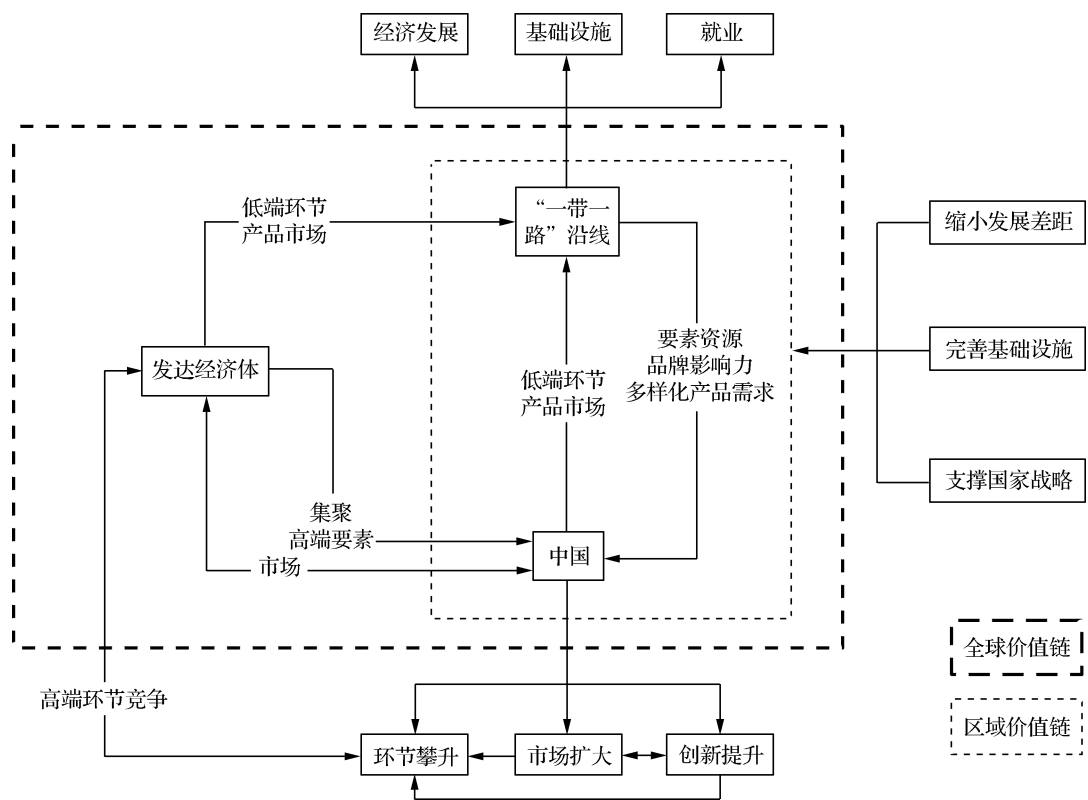 经济发展
基础设施
就业
低端环节
产品市场
“一带一
路”沿线
缩小发展差距
要素资源
品牌影响力
多样化产品需求
完善基础设施
发达经济体
低端环节
产品市场
支撑国家战略
集聚
高端要素
市场
中国
全球价值链
高端环节竞争
区域价值链
环节攀升
市场扩大
创新提升